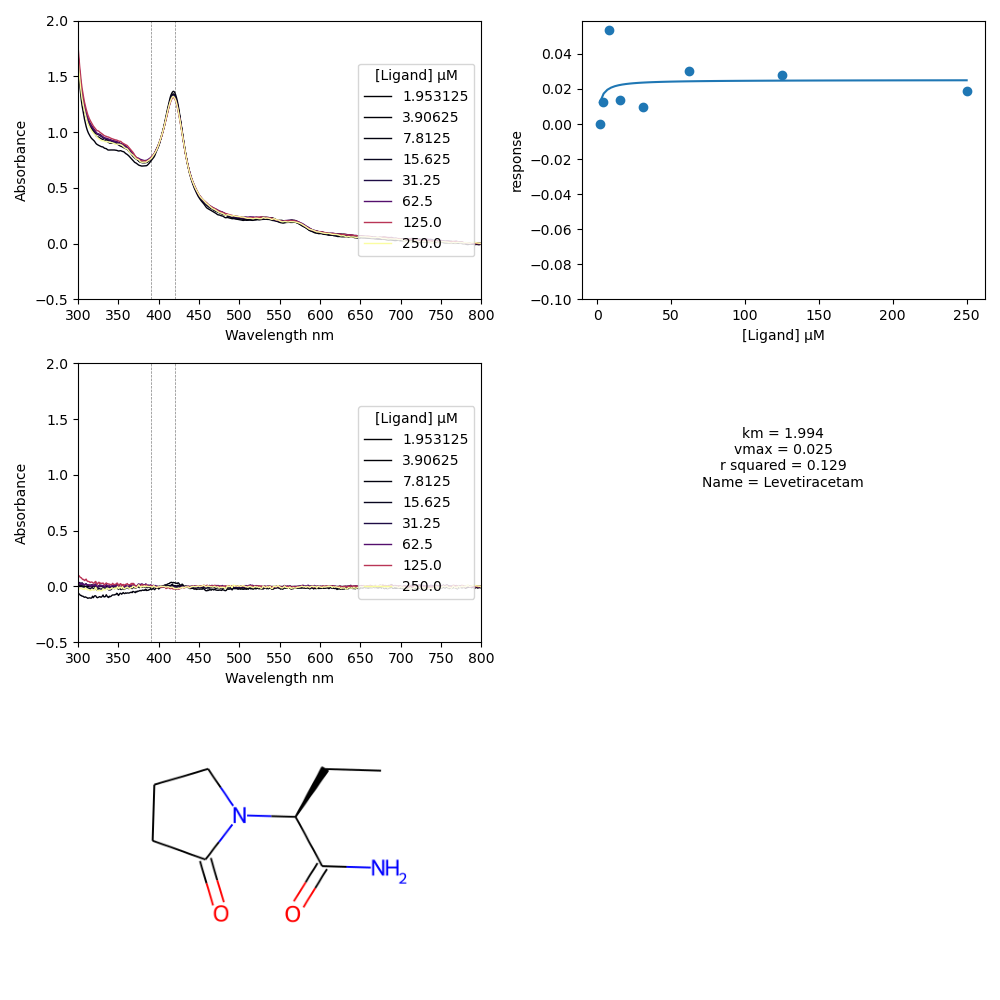 2.0
1.5
1.0
0.5
0.0
−0.5
300 350 400 450 500 550 600 650 700 750 800
Wavelength nm
Absorbance
[Ligand] µM
1.953125
3.90625
7.8125
15.625
31.25
62.5
125.0
250.0
0.04
0.02
0.00
−0.02
−0.04
−0.06
−0.08
−0.10
0 50 100 150 200 250
[Ligand] µM
response
2.0
1.5
1.0
0.5
0.0
−0.5
300 350 400 450 500 550 600 650 700 750 800
Wavelength nm
Absorbance
[Ligand] µM
1.953125
3.90625
7.8125
15.625
31.25
62.5
125.0
250.0
km = 1.994
vmax = 0.025
r squared = 0.129
Name = Levetiracetam
N
NH2
O
O